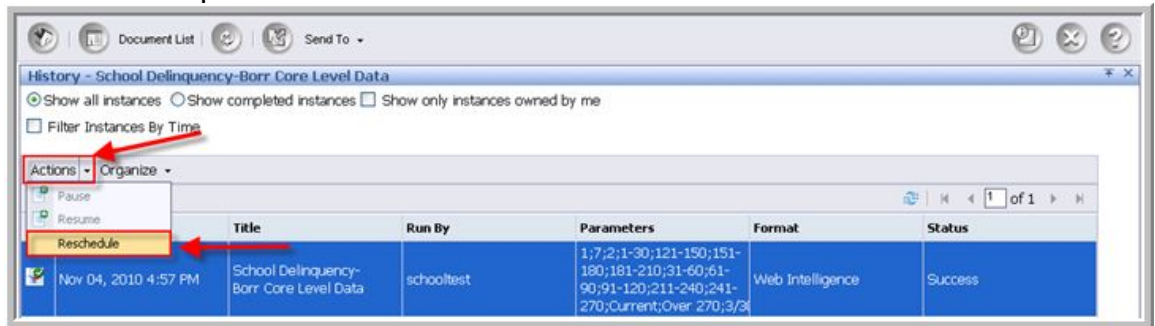 Document List Send To
History - School Delinquency-Borr Core Level Data
Show all instances Show completed instances Show only instances owned by me
Filter Instances By Time
Actions Organize
Pause
1 of 1
Resume
Title Run By Parameters Format Status
Reschedule
Nov 04, 2010 4:57 PM
School Delinquency-
Borr Core Level Data
schooltest
1;7;2;1-30;121-150;151-
180;181-210;31-60;61-
90;91-120;211-240;241-
270;Current;Over 270;3/3
Web Intelligence
Success